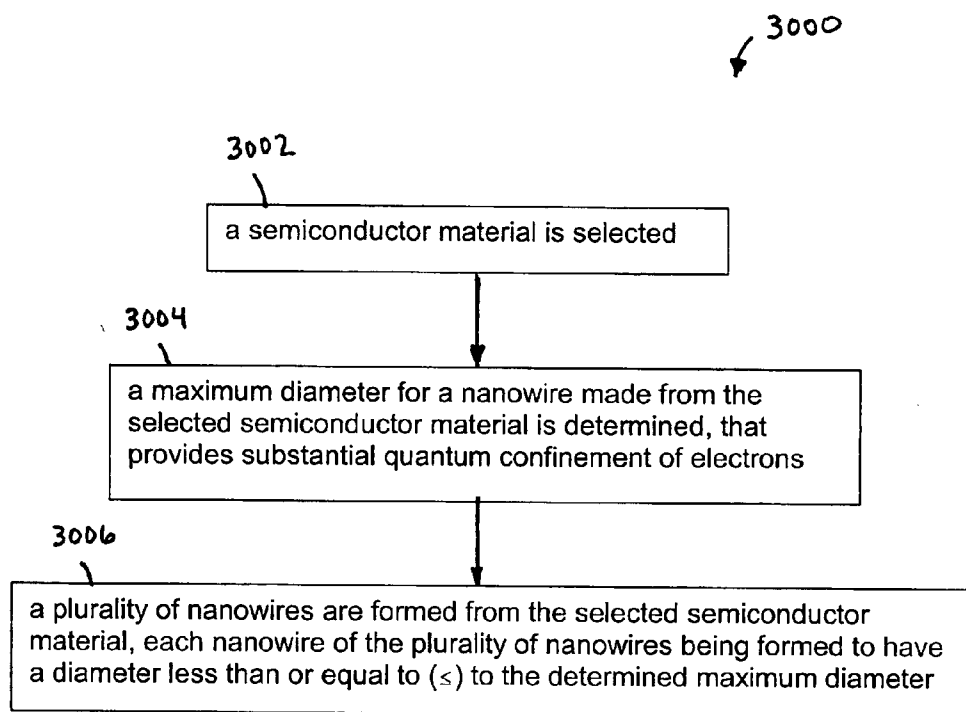 3000
3002
a semiconductor material is selected
3004
a maximum diameter for a nanowire made from the
selected semiconductor material is determined, that
provides substantial quantum confinement of electrons
3006
a plurality of nanowires are formed from the selected semiconductor
material, each nanowire of the plurality of nanowires being formed to have
a diameter less than or equal to (≤) to the determined maximum diameter